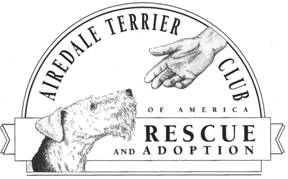 AIREDALE TERRIER CLUB
OF AMERICA
RESCUE
AND ADOPTION